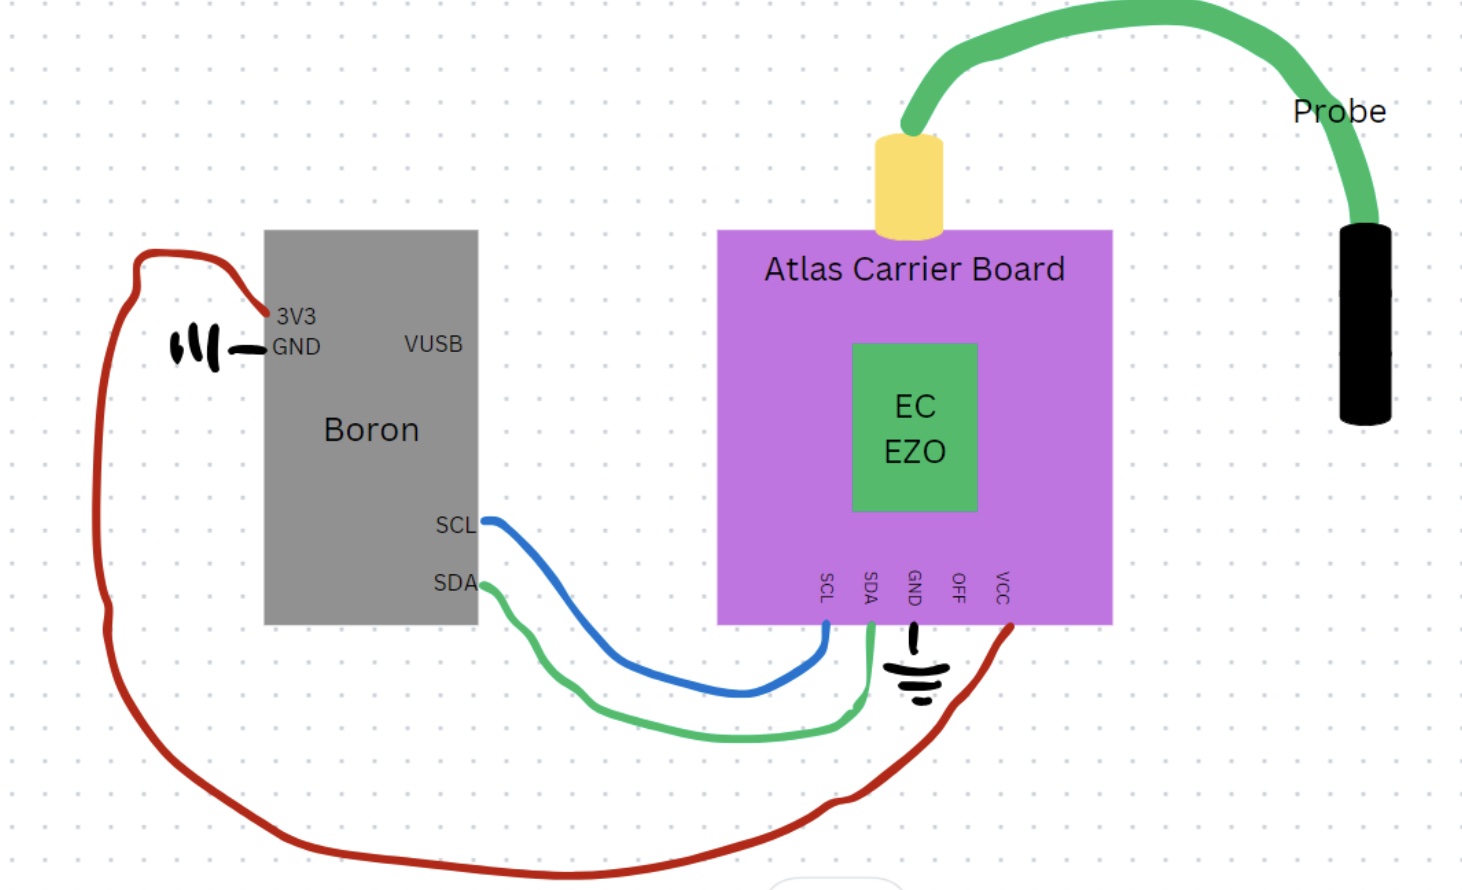 Probe
Atlas Carrier Board
3V3
GND
VUSB
Boron
EC
EZO
SCL
SDA
SCL
SDA
GND
OFF
VCC